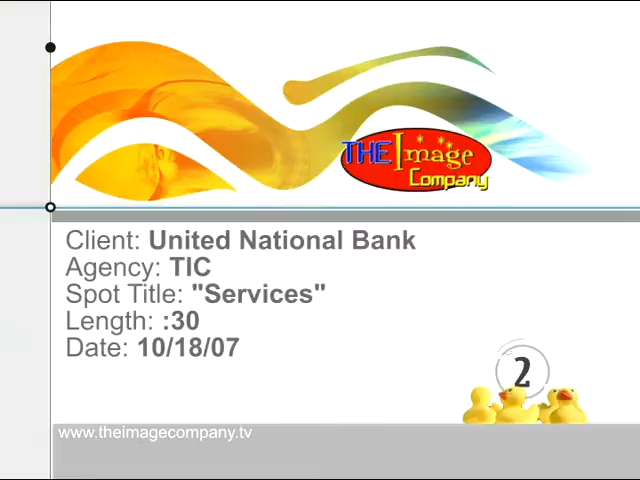 THE Image
Company
Client: United National Bank
Agency: TIC
Spot Title: "Services"
Length: :30
Date: 10/18/07
2
www.theimagecompany.tv